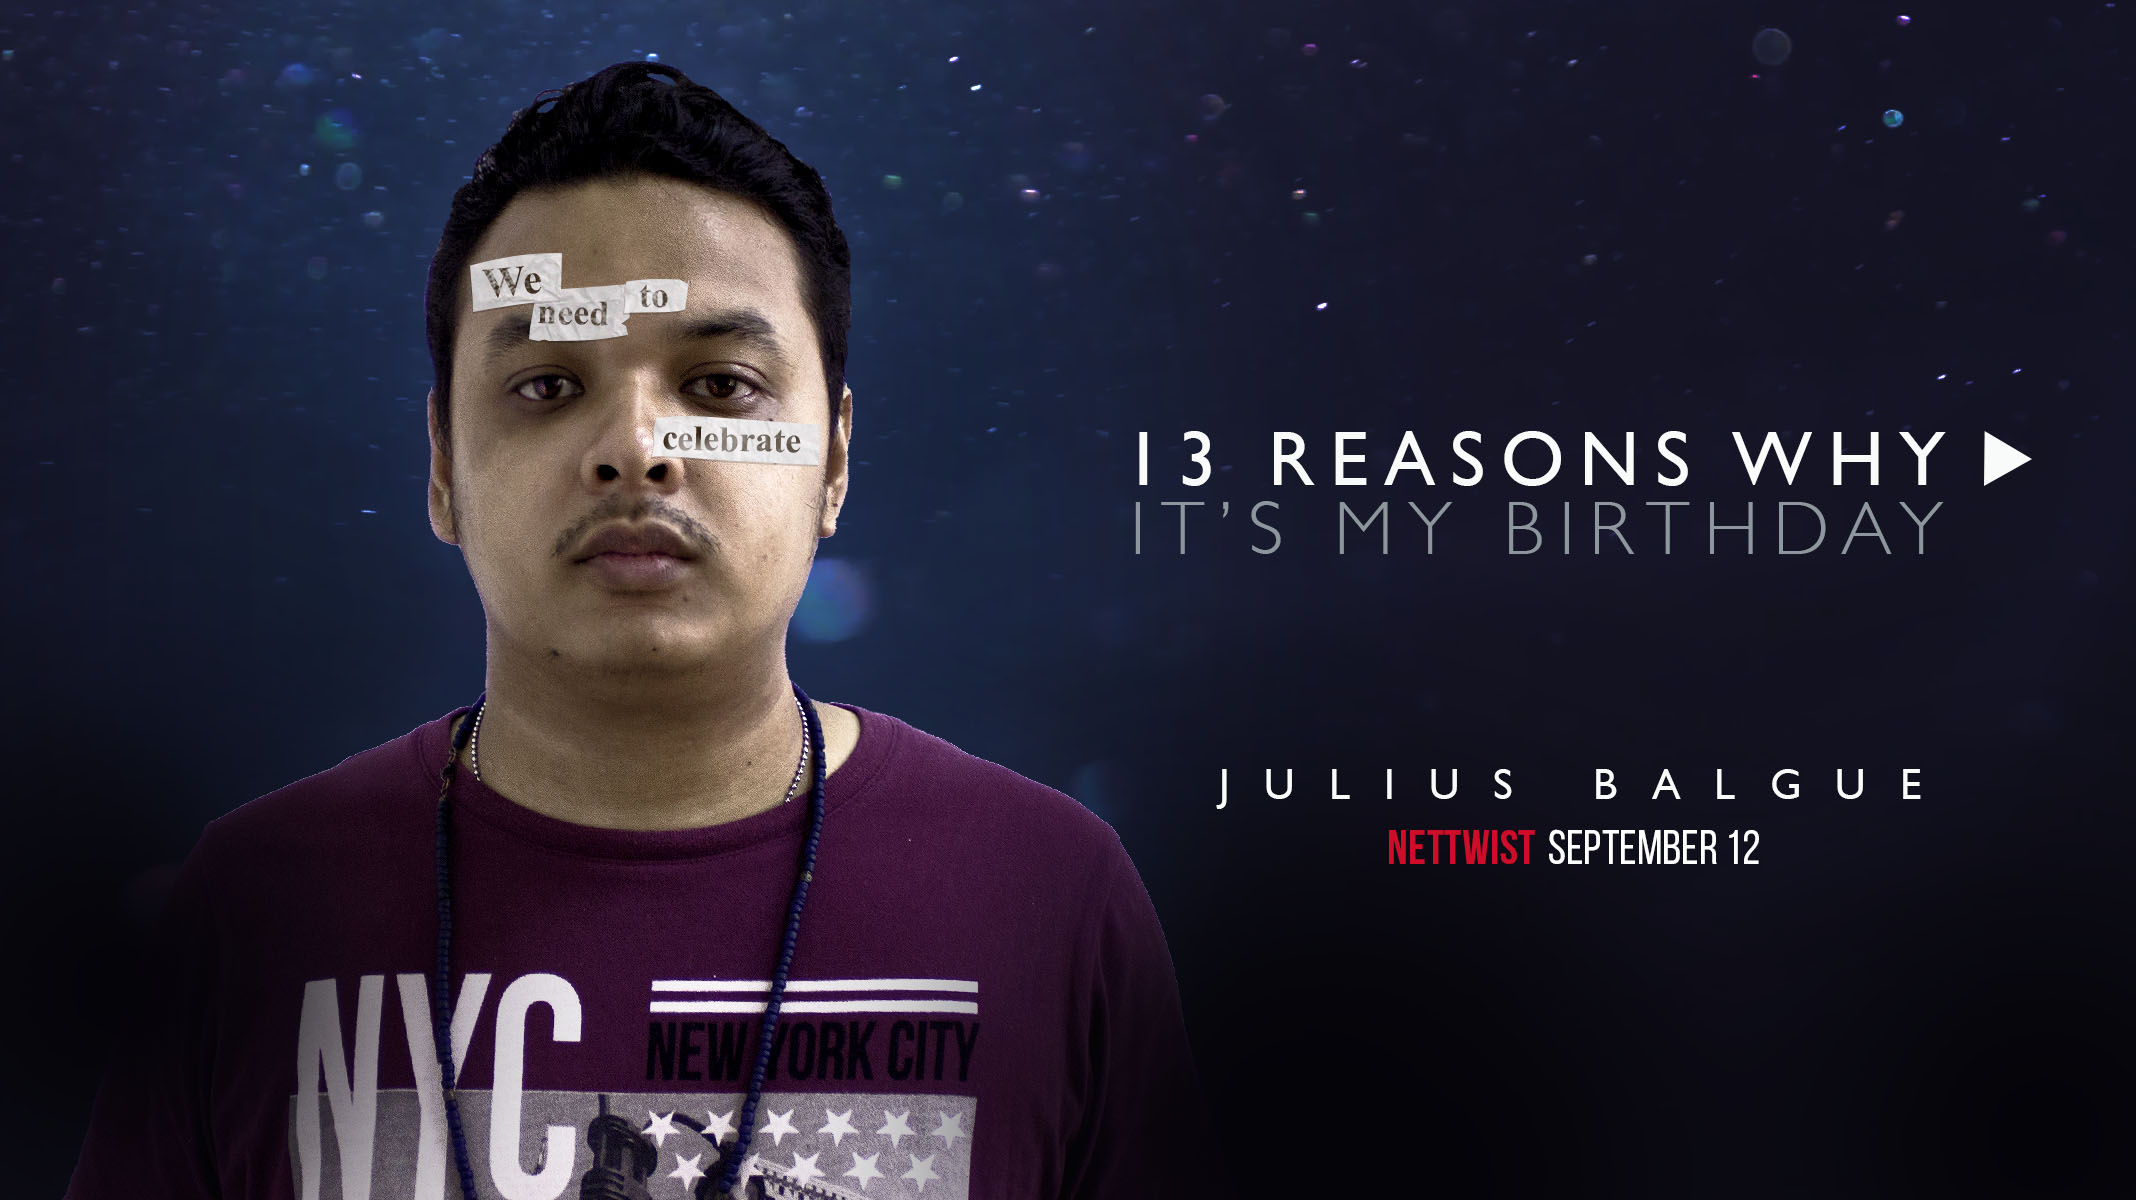 We need to
celebrate
13 REASONS WHY
IT'S MY BIRTHDAY
JULIUS BALGUE
NETTWIST SEPTEMBER 12
NYC
NEW YORK CITY